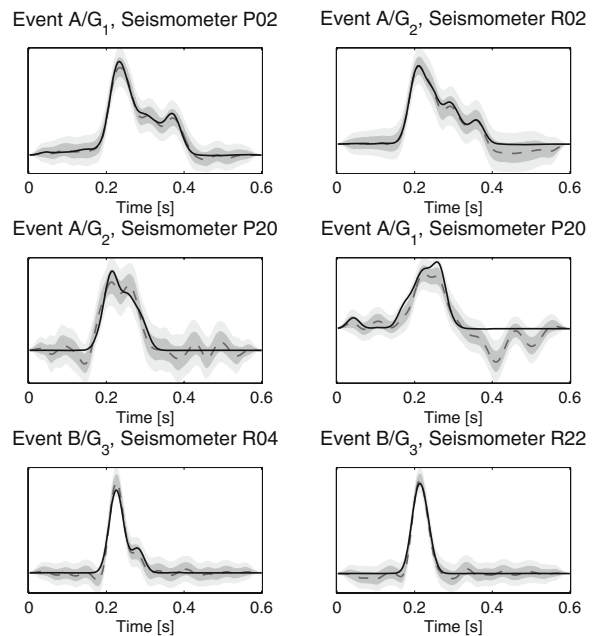 Event A/G1, Seismometer P02
0 0.2 0.4 0.6
Time [s]
Event A/G2, Seismometer R02
0 0.2 0.4 0.6
Time [s]
Event A/G2, Seismometer P20
0 0.2 0.4 0.6
Time [s]
Event A/G1, Seismometer P20
0 0.2 0.4 0.6
Time [s]
Event B/G3, Seismometer R04
0 0.2 0.4 0.6
Time [s]
Event B/G3, Seismometer R22
0 0.2 0.4 0.6
Time [s]